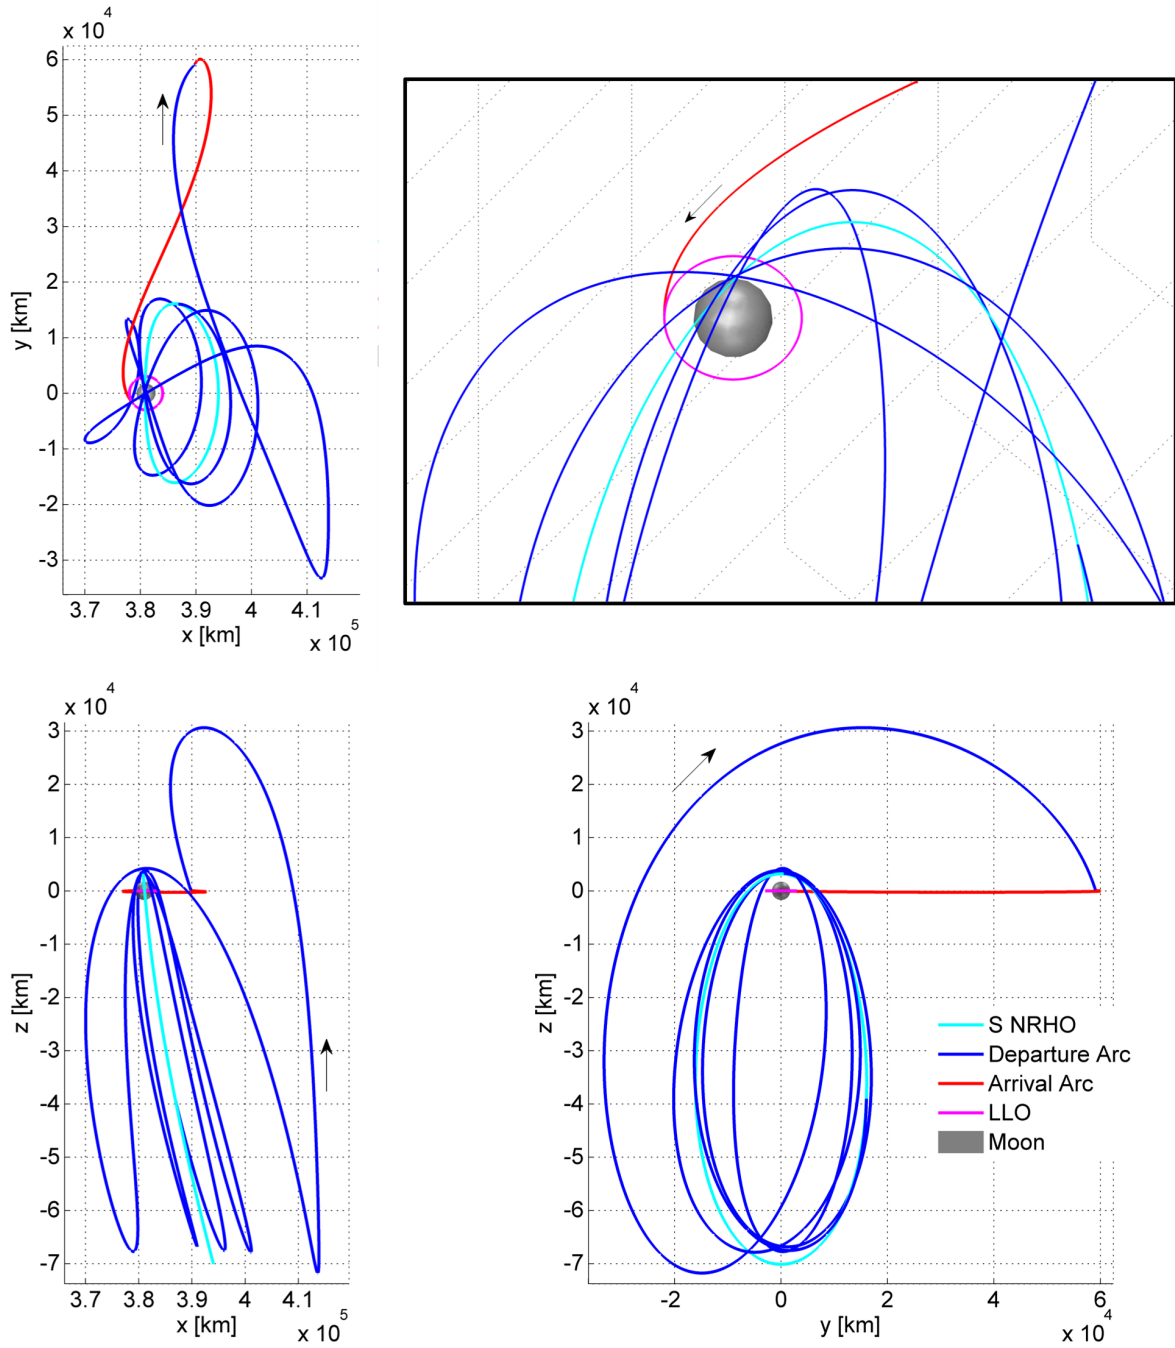 x 10^4
6
5
4
3
2
1
0
-1
-2
-3
y [km]
3.7 3.8 3.9 4 4.1
x [km]
x 10^5
x 10^4
3
2
1
0
-1
-2
-3
-4
-5
-6
-7
z [km]
3.7 3.8 3.9 4 4.1
x [km]
x 10^5
x 10^4
3
2
1
0
-1
-2
-3
-4
-5
-6
-7
z [km]
-2 0 2 4 6
y [km]
x 10^4
S NRHO
Departure Arc
Arrival Arc
LLO
Moon